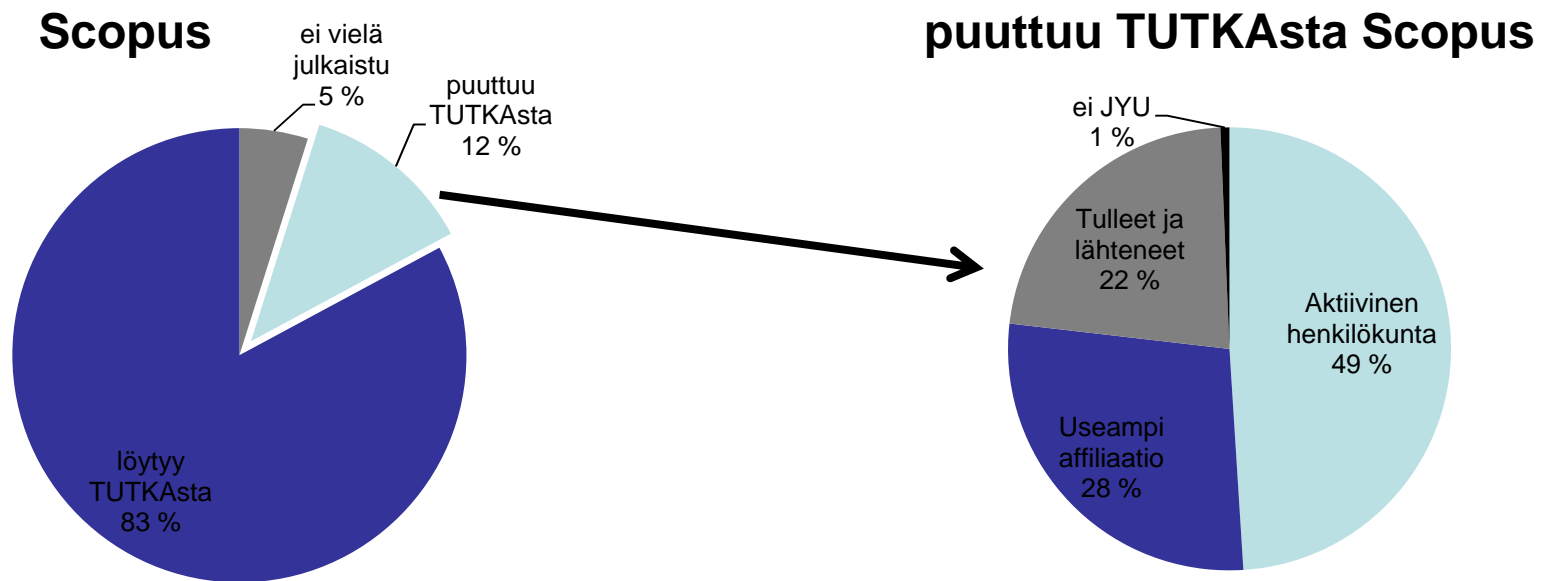 Scopus
ei vielä
julkaistu
5 %
puuttuu
TUTKAsta
12 %
löytyy
TUTKAsta
83 %
puuttuu TUTKAsta Scopus
ei JYU
1 %
Tulleet ja
lähteneet
22 %
Aktiivinen
henkilökunta
49 %
Useampi
affiliaatio
28 %